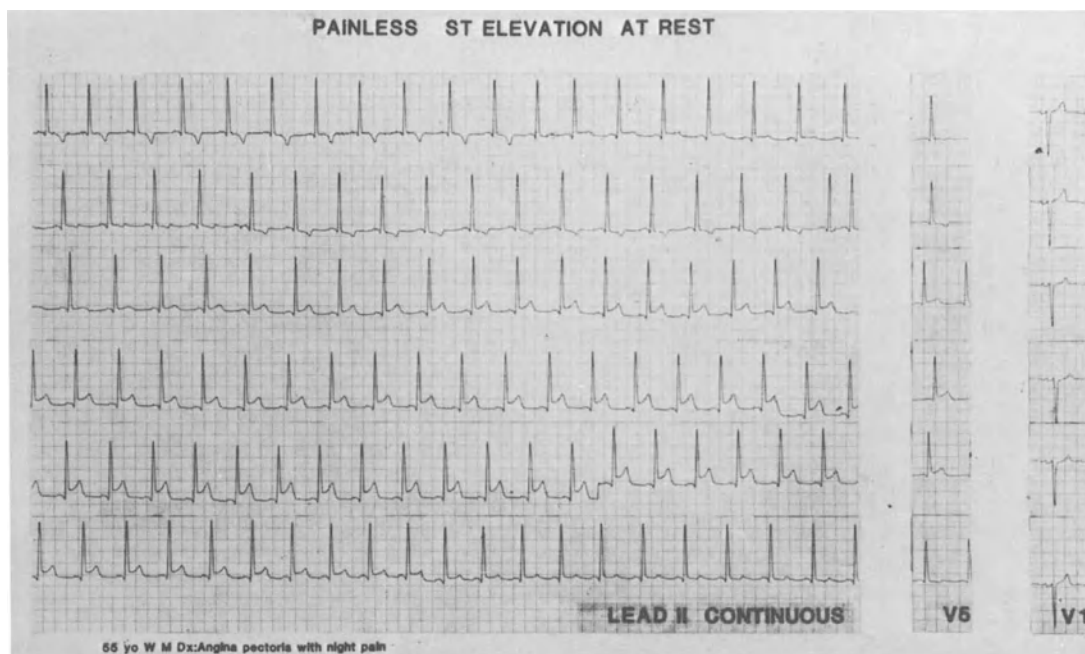 PAINLESS ST ELEVATION AT REST
LEAD II CONTINUOUS
V5
V1
55 yo W M Dx:Angina pectoris with night pain